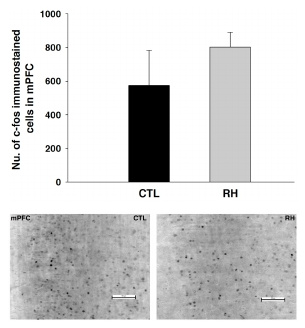 Nu. of c-fos immunostained
cells in mPFC
1000
800
600
400
200
0
CTL RH
mPFC CTL RH